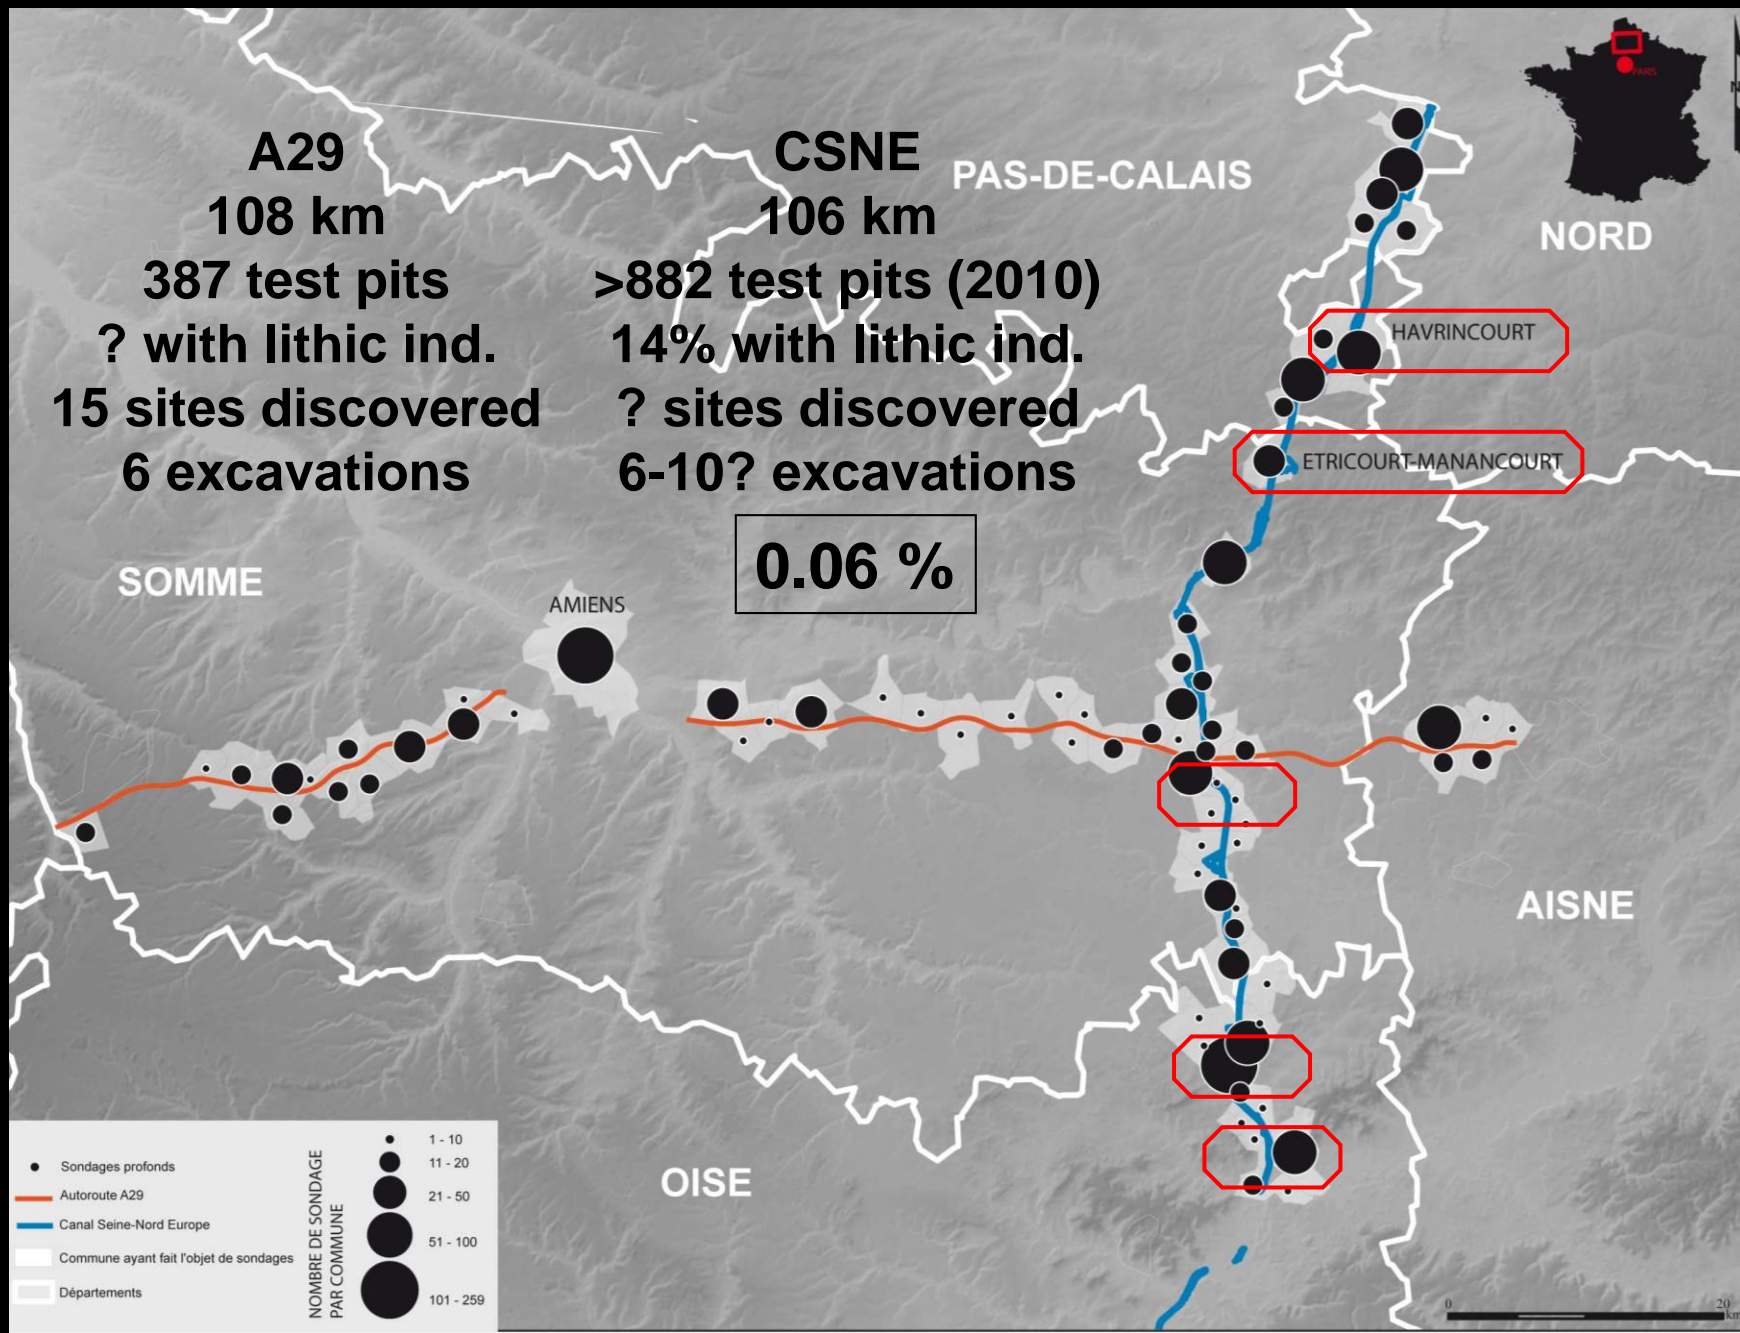 A29
108 km
387 test pits
? with lithic ind.
15 sites discovered
6 excavations
CSNE
106 km
>882 test pits (2010)
14% with lithic ind.
? sites discovered
6-10? excavations
0.06 %
PAS-DE-CALAIS
NORD
PARIS
N
HAVRINCOURT
ETRICOURT-MANANCOURT
SOMME
AMIENS
AISNE
OISE
Sondages profonds
Autoroute A29
Canal Seine-Nord Europe
Commune ayant fait l'objet de sondages
Départements
NOMBRE DE SONDAGE
PAR COMMUNE
1 - 10
11 - 20
21 - 50
51 - 100
101 - 259
0 20
km